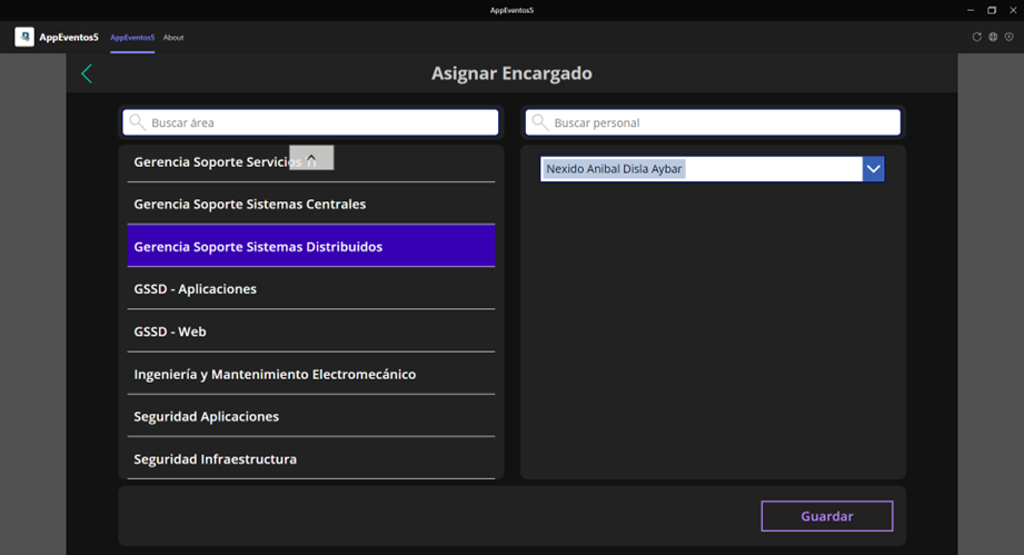 AppEventos5
AppEventos5 AppEventos5 About
Asignar Encargado
Buscar área
Buscar personal
Gerencia Soporte Servicios
Nexido Anibal Disla Aybar
Gerencia Soporte Sistemas Centrales
Gerencia Soporte Sistemas Distribuidos
GSSD - Aplicaciones
GSSD - Web
Ingeniería y Mantenimiento Electromecánico
Seguridad Aplicaciones
Seguridad Infraestructura
Guardar